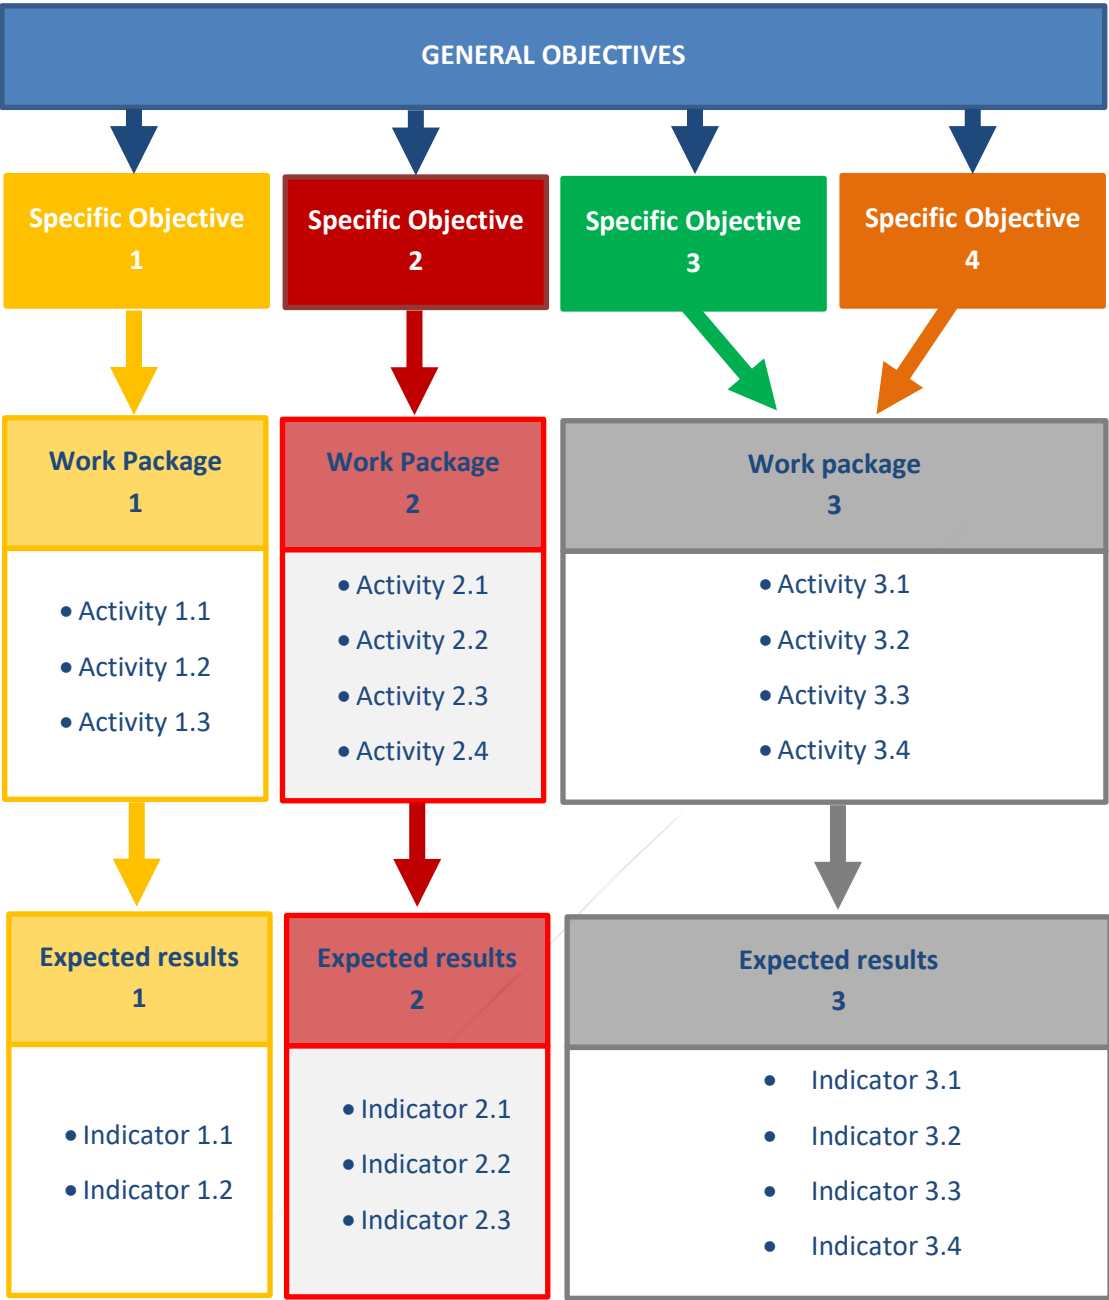 GENERAL OBJECTIVES
Specific Objective
1
Specific Objective
2
Specific Objective
3
Specific Objective
4
Work Package
1
• Activity 1.1
• Activity 1.2
• Activity 1.3
Work Package
2
• Activity 2.1
• Activity 2.2
• Activity 2.3
• Activity 2.4
Work package
3
• Activity 3.1
• Activity 3.2
• Activity 3.3
• Activity 3.4
Expected results
1
• Indicator 1.1
• Indicator 1.2
Expected results
2
• Indicator 2.1
• Indicator 2.2
• Indicator 2.3
Expected results
3
• Indicator 3.1
• Indicator 3.2
• Indicator 3.3
• Indicator 3.4